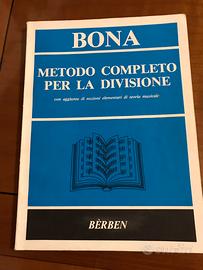 BONA
METODO COMPLETO
PER LA DIVISIONE
con aggiunta di nozioni elementari di teoria musicale
BÈRBEN